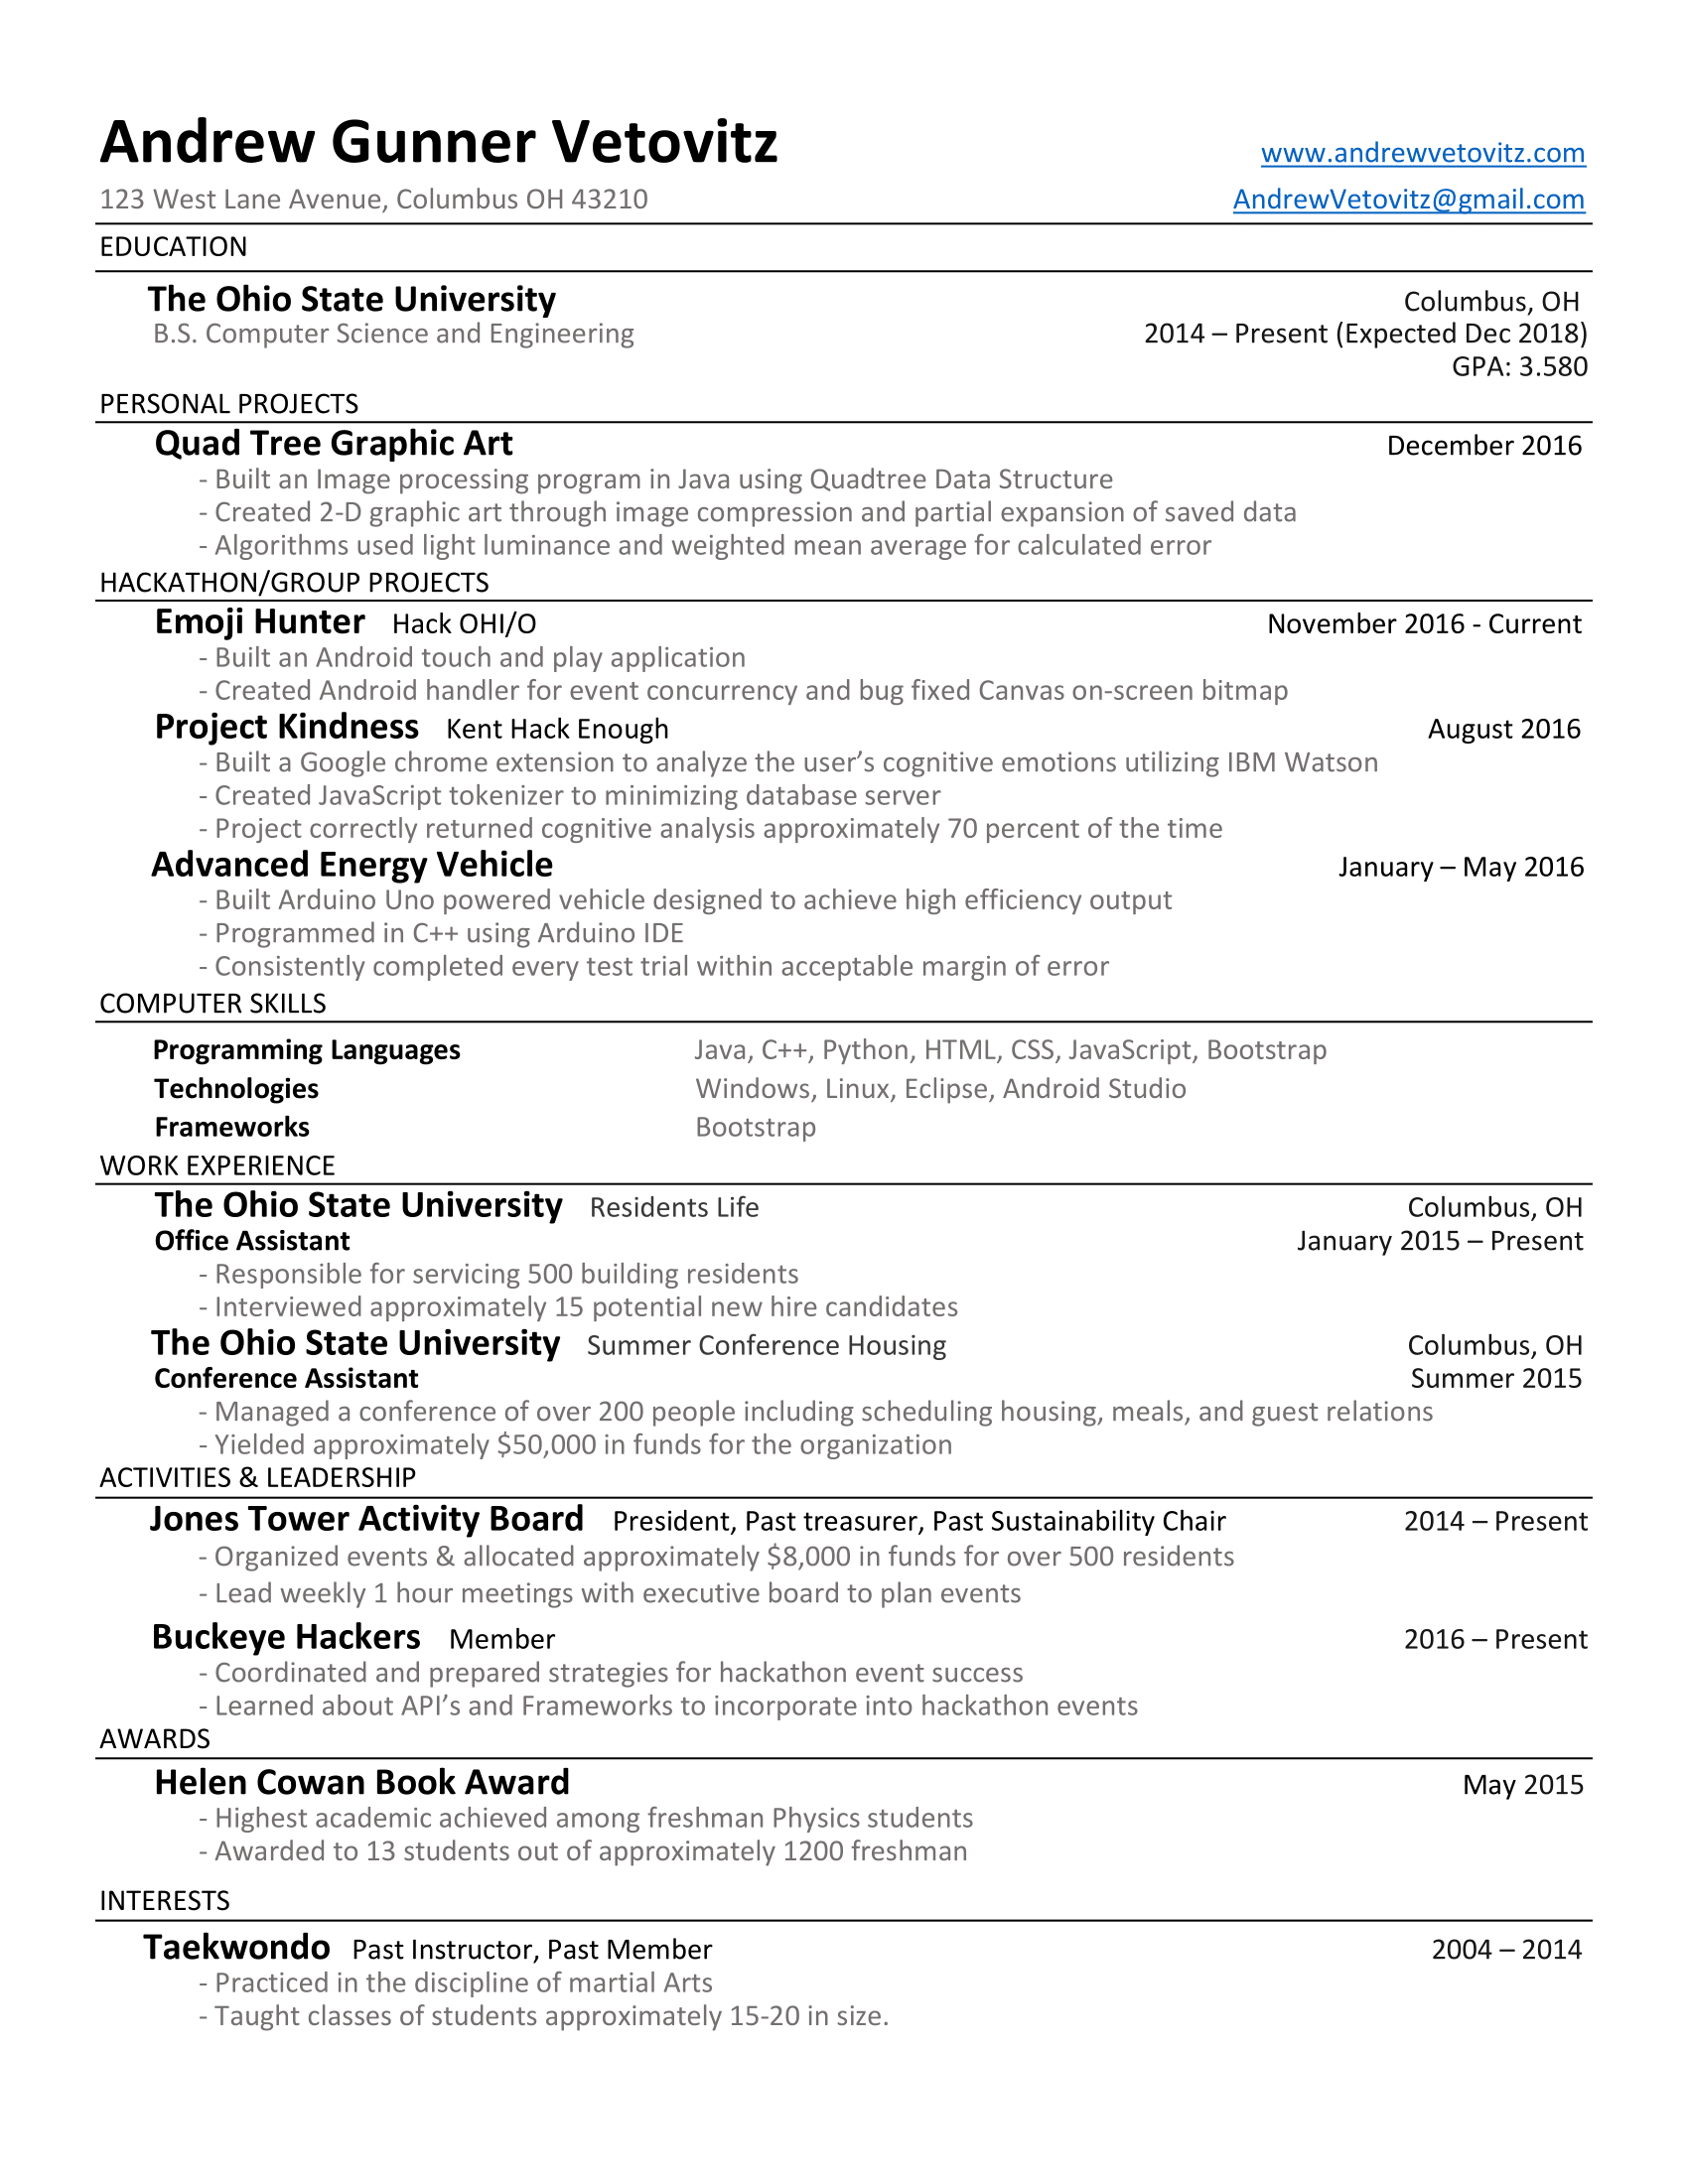 Andrew Gunner Vetovitz www.andrewvetovitz.com
123 West Lane Avenue, Columbus OH 43210 AndrewVetovitz@gmail.com
EDUCATION
The Ohio State University Columbus, OH
B.S. Computer Science and Engineering 2014 – Present (Expected Dec 2018)
GPA: 3.580
PERSONAL PROJECTS
Quad Tree Graphic Art December 2016
- Built an Image processing program in Java using Quadtree Data Structure
- Created 2-D graphic art through image compression and partial expansion of saved data
- Algorithms used light luminance and weighted mean average for calculated error
HACKATHON/GROUP PROJECTS
Emoji Hunter Hack OHI/O November 2016 - Current
- Built an Android touch and play application
- Created Android handler for event concurrency and bug fixed Canvas on-screen bitmap
Project Kindness Kent Hack Enough August 2016
- Built a Google chrome extension to analyze the user’s cognitive emotions utilizing IBM Watson
- Created JavaScript tokenizer to minimizing database server
- Project correctly returned cognitive analysis approximately 70 percent of the time
Advanced Energy Vehicle January – May 2016
- Built Arduino Uno powered vehicle designed to achieve high efficiency output
- Programmed in C++ using Arduino IDE
- Consistently completed every test trial within acceptable margin of error
COMPUTER SKILLS
Programming Languages Java, C++, Python, HTML, CSS, JavaScript, Bootstrap
Technologies Windows, Linux, Eclipse, Android Studio
Frameworks Bootstrap
WORK EXPERIENCE
The Ohio State University Residents Life Columbus, OH
Office Assistant January 2015 – Present
- Responsible for servicing 500 building residents
- Interviewed approximately 15 potential new hire candidates
The Ohio State University Summer Conference Housing Columbus, OH
Conference Assistant Summer 2015
- Managed a conference of over 200 people including scheduling housing, meals, and guest relations
- Yielded approximately $50,000 in funds for the organization
ACTIVITIES & LEADERSHIP
Jones Tower Activity Board President, Past treasurer, Past Sustainability Chair 2014 – Present
- Organized events & allocated approximately $8,000 in funds for over 500 residents
- Lead weekly 1 hour meetings with executive board to plan events
Buckeye Hackers Member 2016 – Present
- Coordinated and prepared strategies for hackathon event success
- Learned about API’s and Frameworks to incorporate into hackathon events
AWARDS
Helen Cowan Book Award May 2015
- Highest academic achieved among freshman Physics students
- Awarded to 13 students out of approximately 1200 freshman
INTERESTS
Taekwondo Past Instructor, Past Member 2004 – 2014
- Practiced in the discipline of martial Arts
- Taught classes of students approximately 15-20 in size.